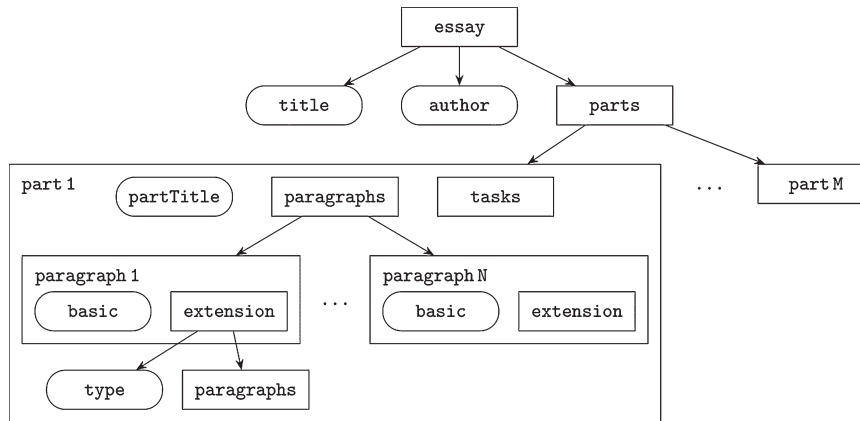 essay
title author parts
part 1 partTitle paragraphs tasks ... part M
paragraph 1 ... paragraph N
basic extension basic extension
type paragraphs